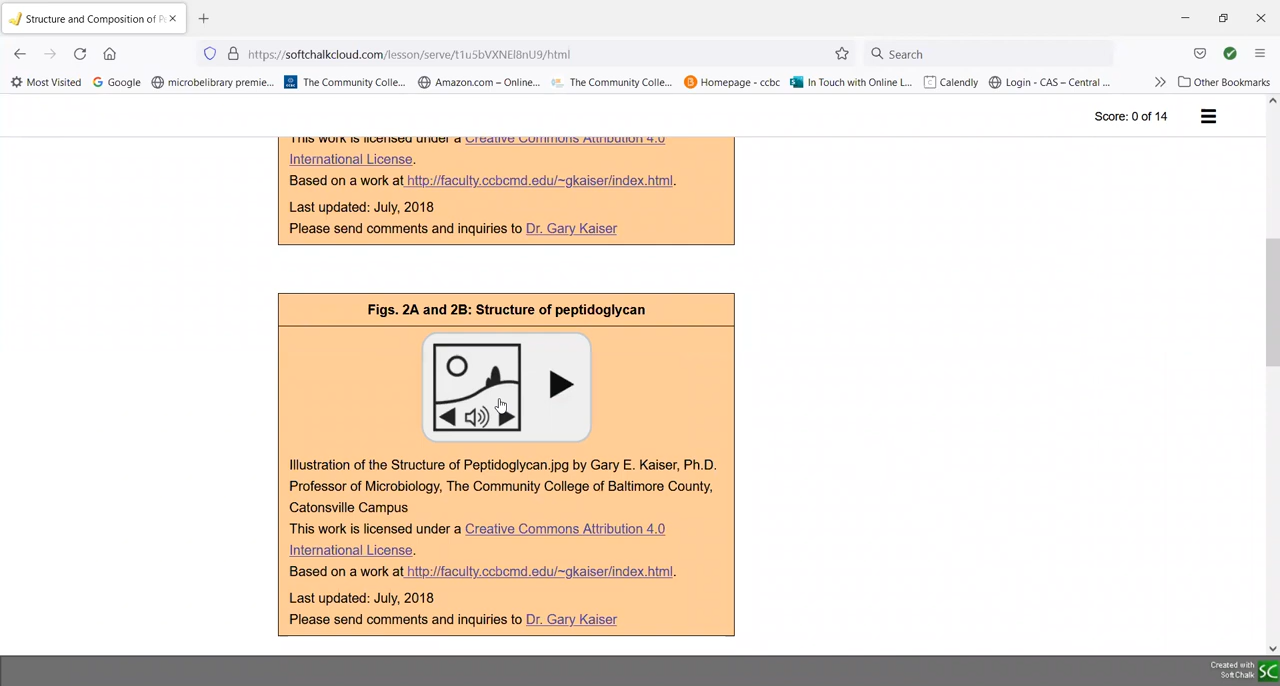 Structure and Composition of P
https://softchalkcloud.com/lesson/serve/t1u5bVXNEl8nU9/html
Search
Most Visited
Google
microbelibrary premie...
The Community Colle...
Amazon.com – Online...
The Community Colle...
Homepage - ccbc
In Touch with Online L...
Calendly
Login - CAS – Central ...
Other Bookmarks
Score: 0 of 14
This work is licensed under a Creative Commons Attribution 4.0
International License.
Based on a work at http://faculty.ccbcmd.edu/~gkaiser/index.html.
Last updated: July, 2018
Please send comments and inquiries to Dr. Gary Kaiser
Figs. 2A and 2B: Structure of peptidoglycan
Illustration of the Structure of Peptidoglycan.jpg by Gary E. Kaiser, Ph.D.
Professor of Microbiology, The Community College of Baltimore County,
Catonsville Campus
This work is licensed under a Creative Commons Attribution 4.0
International License.
Based on a work at http://faculty.ccbcmd.edu/~gkaiser/index.html.
Last updated: July, 2018
Please send comments and inquiries to Dr. Gary Kaiser
Created with
SoftChalk
SC